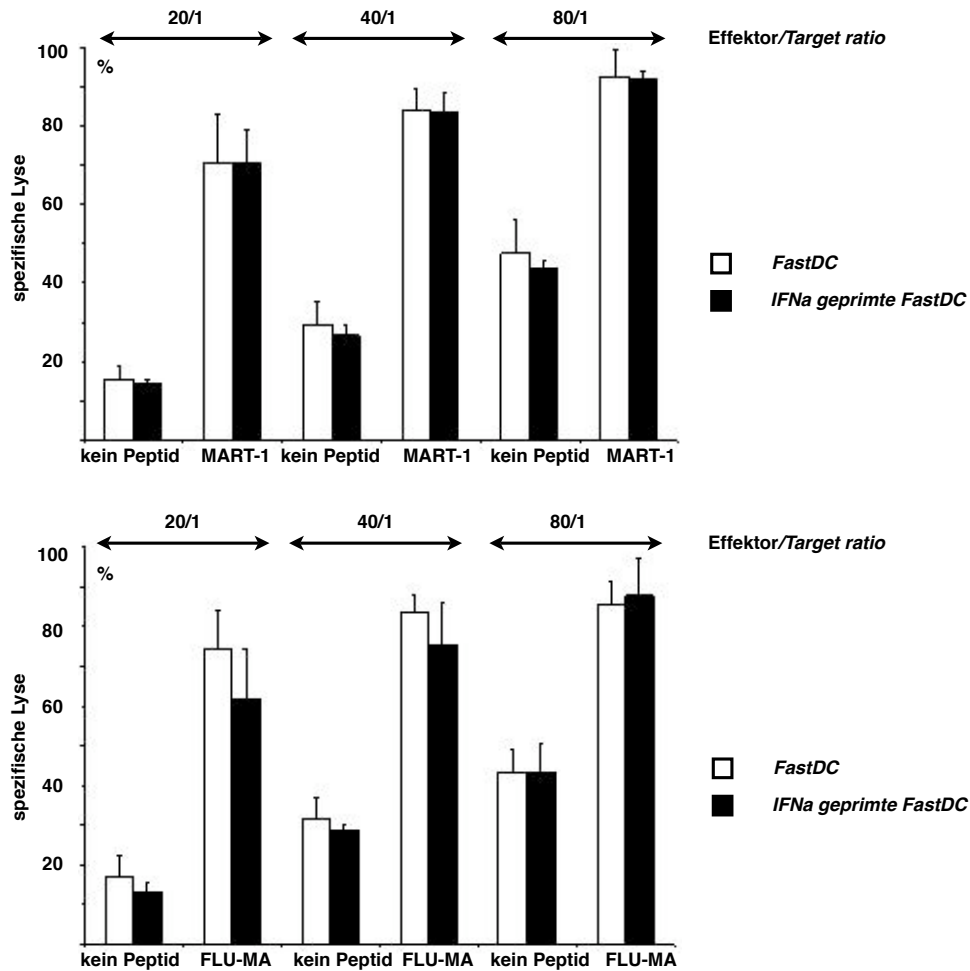 20/1 40/1 80/1
Effektor/Target ratio
100
%
80
60
40
20
spezifische Lyse
FastDC
IFNa geprimte FastDC
kein Peptid MART-1 kein Peptid MART-1 kein Peptid MART-1
20/1 40/1 80/1
Effektor/Target ratio
100
%
80
60
40
20
spezifische Lyse
FastDC
IFNa geprimte FastDC
kein Peptid FLU-MA kein Peptid FLU-MA kein Peptid FLU-MA